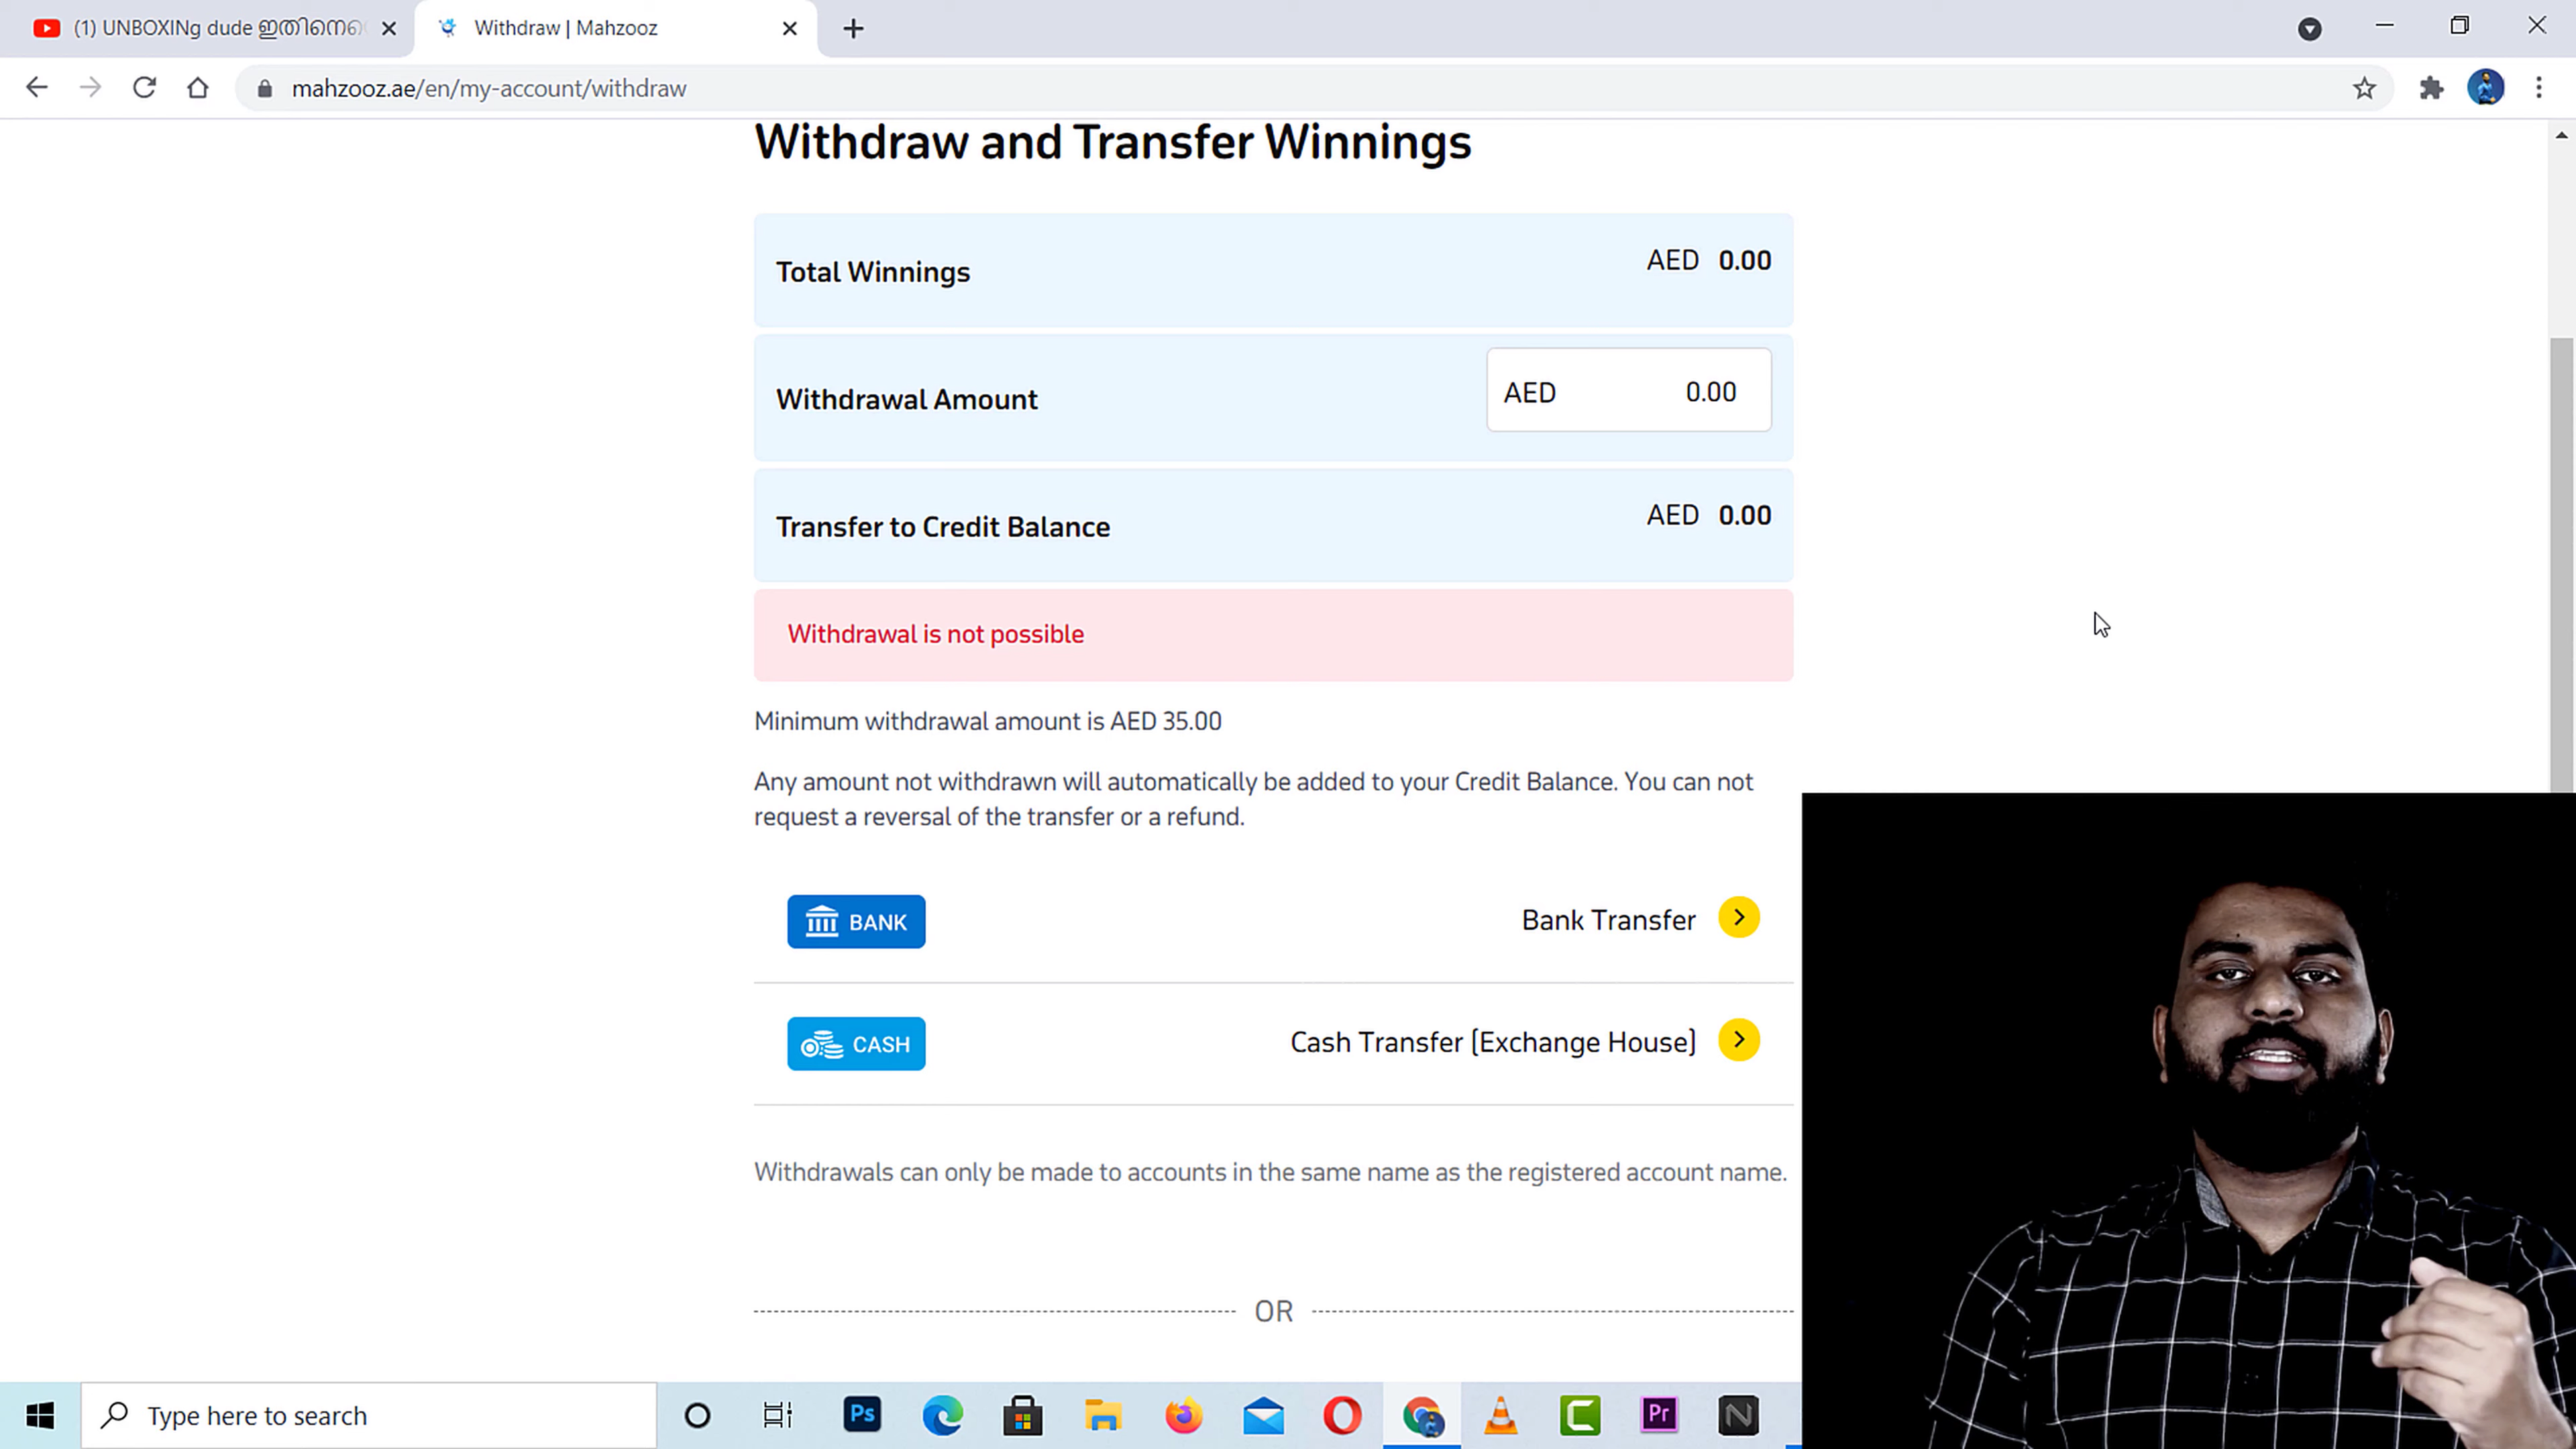 (1) UNBOXINg dude
Withdraw | Mahzooz
mahzooz.ae/en/my-account/withdraw
Withdraw and Transfer Winnings
Total Winnings AED 0.00
Withdrawal Amount AED 0.00
Transfer to Credit Balance AED 0.00
Withdrawal is not possible
Minimum withdrawal amount is AED 35.00
Any amount not withdrawn will automatically be added to your Credit Balance. You can not
request a reversal of the transfer or a refund.
BANK Bank Transfer
CASH Cash Transfer [Exchange House]
Withdrawals can only be made to accounts in the same name as the registered account name.
OR
Type here to search
Ps
Pr
N